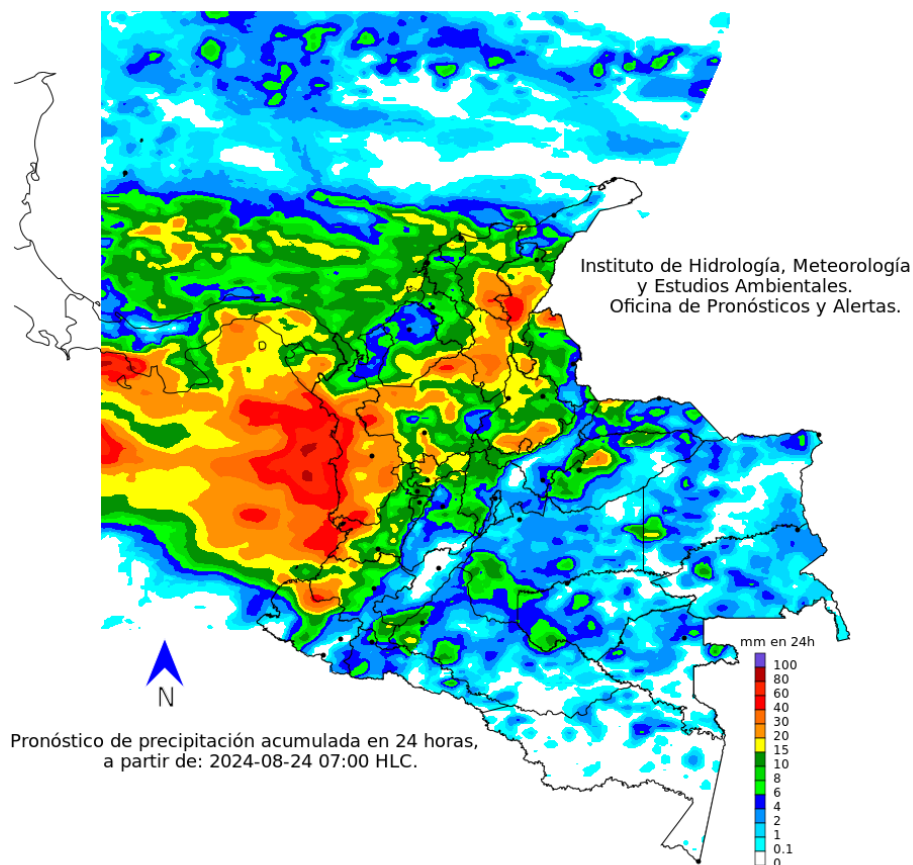 Instituto de Hidrología, Meteorología
y Estudios Ambientales.
Oficina de Pronósticos y Alertas.
N
Pronóstico de precipitación acumulada en 24 horas,
a partir de: 2024-08-24 07:00 HLC.
mm en 24h
100
80
60
40
30
20
15
10
8
6
4
2
1
0.1
0